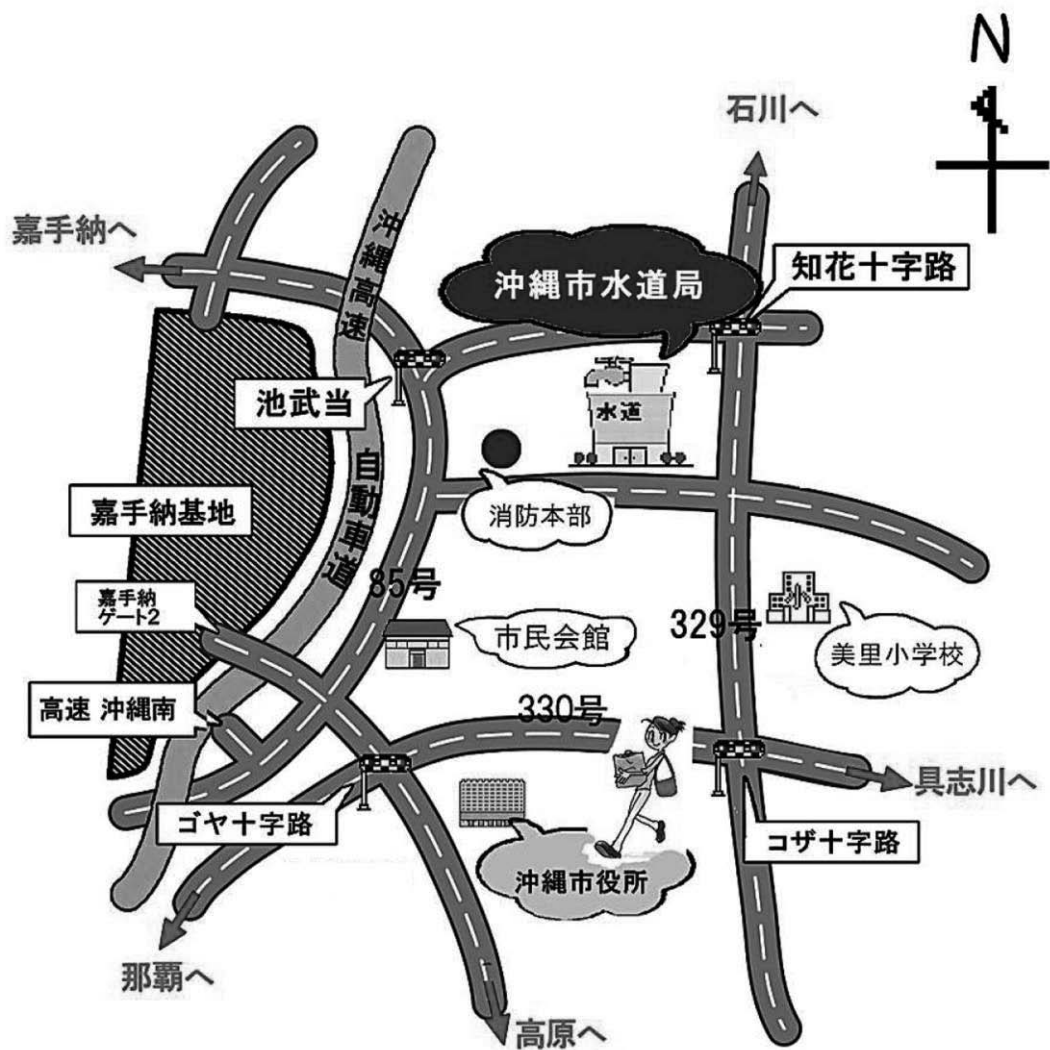 N
石川へ
嘉手納へ
沖縄高速
沖縄市水道局
知花十字路
池武当
水道
自動車道
嘉手納基地
消防本部
85号
嘉手納
ゲート2
小
329号
市民会館
美里小学校
高速 沖縄南
330号
具志川へ
ゴヤ十字路
コザ十字路
沖縄市役所
那覇へ
高原へ